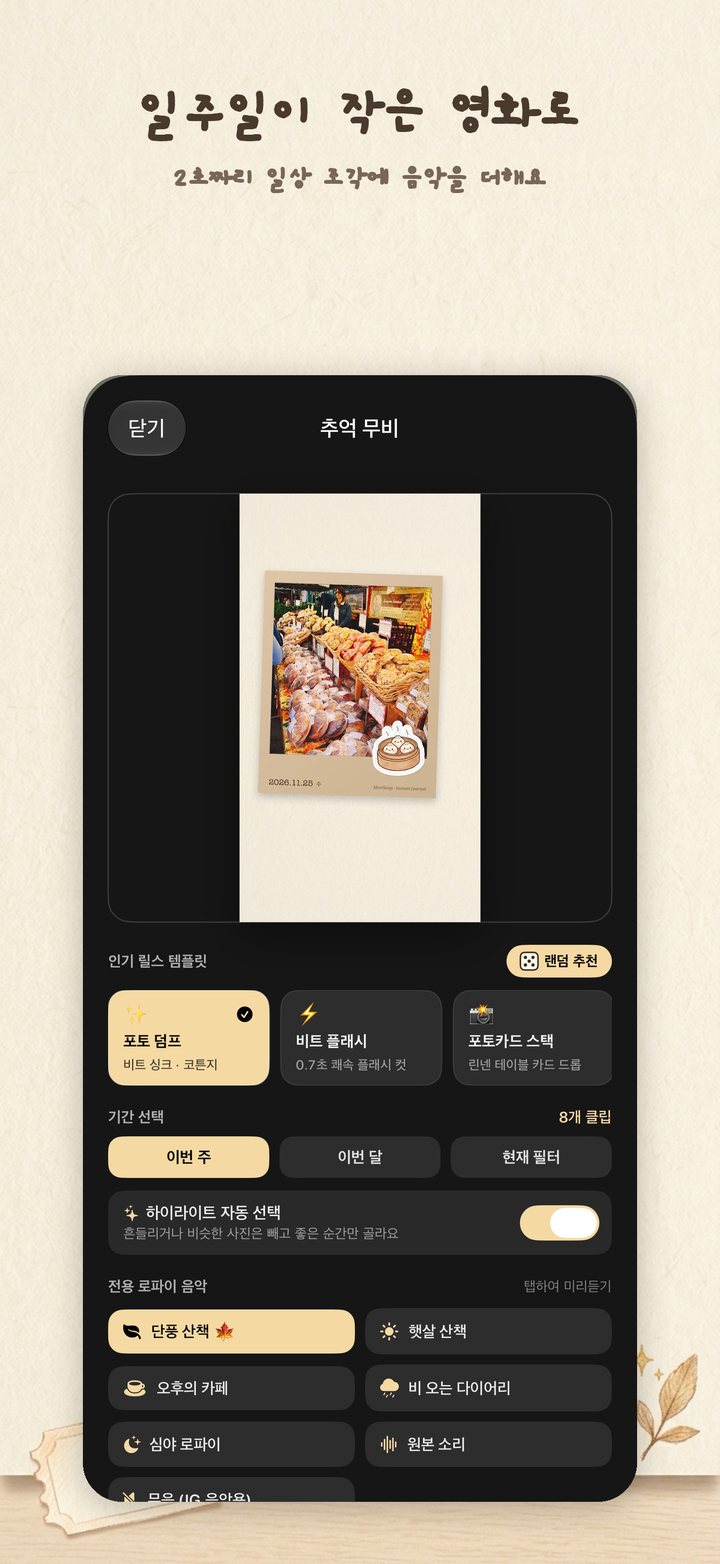 일주일이 작은 영화로
2초짜리 일상 조각에 음악을 더해요
닫기
추억 무비
2026.11.25 수
인기 릴스 템플릿
랜덤 추천
포토 덤프
비트 싱크 · 코튼지
비트 플래시
0.7초 쾌속 플래시 컷
포토카드 스택
린넨 테이블 카드 드롭
기간 선택
8개 클립
이번 주
이번 달
현재 필터
하이라이트 자동 선택
흔들리거나 비슷한 사진은 빼고 좋은 순간만 골라요
전용 로파이 음악
탭하여 미리듣기
단풍 산책 🍁
햇살 산책
오후의 카페
비 오는 다이어리
심야 로파이
원본 소리
무음 (IG 음악용)